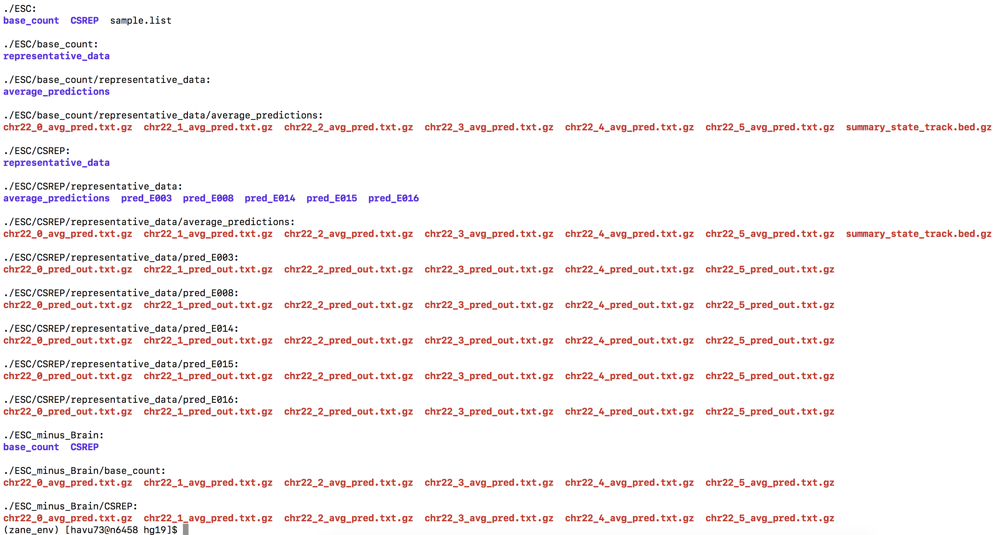 ./ESC:
base_count  CSREP  sample.list
./ESC/base_count:
representative_data
./ESC/base_count/representative_data:
average_predictions
./ESC/base_count/representative_data/average_predictions:
chr22_0_avg_pred.txt.gz  chr22_1_avg_pred.txt.gz  chr22_2_avg_pred.txt.gz  chr22_3_avg_pred.txt.gz  chr22_4_avg_pred.txt.gz  chr22_5_avg_pred.txt.gz  summary_state_track.bed.gz
./ESC/CSREP:
representative_data
./ESC/CSREP/representative_data:
average_predictions  pred_E003  pred_E008  pred_E014  pred_E015  pred_E016
./ESC/CSREP/representative_data/average_predictions:
chr22_0_avg_pred.txt.gz  chr22_1_avg_pred.txt.gz  chr22_2_avg_pred.txt.gz  chr22_3_avg_pred.txt.gz  chr22_4_avg_pred.txt.gz  chr22_5_avg_pred.txt.gz  summary_state_track.bed.gz
./ESC/CSREP/representative_data/pred_E003:
chr22_0_pred_out.txt.gz  chr22_1_pred_out.txt.gz  chr22_2_pred_out.txt.gz  chr22_3_pred_out.txt.gz  chr22_4_pred_out.txt.gz  chr22_5_pred_out.txt.gz
./ESC/CSREP/representative_data/pred_E008:
chr22_0_pred_out.txt.gz  chr22_1_pred_out.txt.gz  chr22_2_pred_out.txt.gz  chr22_3_pred_out.txt.gz  chr22_4_pred_out.txt.gz  chr22_5_pred_out.txt.gz
./ESC/CSREP/representative_data/pred_E014:
chr22_0_pred_out.txt.gz  chr22_1_pred_out.txt.gz  chr22_2_pred_out.txt.gz  chr22_3_pred_out.txt.gz  chr22_4_pred_out.txt.gz  chr22_5_pred_out.txt.gz
./ESC/CSREP/representative_data/pred_E015:
chr22_0_pred_out.txt.gz  chr22_1_pred_out.txt.gz  chr22_2_pred_out.txt.gz  chr22_3_pred_out.txt.gz  chr22_4_pred_out.txt.gz  chr22_5_pred_out.txt.gz
./ESC/CSREP/representative_data/pred_E016:
chr22_0_pred_out.txt.gz  chr22_1_pred_out.txt.gz  chr22_2_pred_out.txt.gz  chr22_3_pred_out.txt.gz  chr22_4_pred_out.txt.gz  chr22_5_pred_out.txt.gz
./ESC_minus_Brain:
base_count  CSREP
./ESC_minus_Brain/base_count:
chr22_0_avg_pred.txt.gz  chr22_1_avg_pred.txt.gz  chr22_2_avg_pred.txt.gz  chr22_3_avg_pred.txt.gz  chr22_4_avg_pred.txt.gz  chr22_5_avg_pred.txt.gz
./ESC_minus_Brain/CSREP:
chr22_0_avg_pred.txt.gz  chr22_1_avg_pred.txt.gz  chr22_2_avg_pred.txt.gz  chr22_3_avg_pred.txt.gz  chr22_4_avg_pred.txt.gz  chr22_5_avg_pred.txt.gz
(zane_env) [havu73@n6458 hg19]$